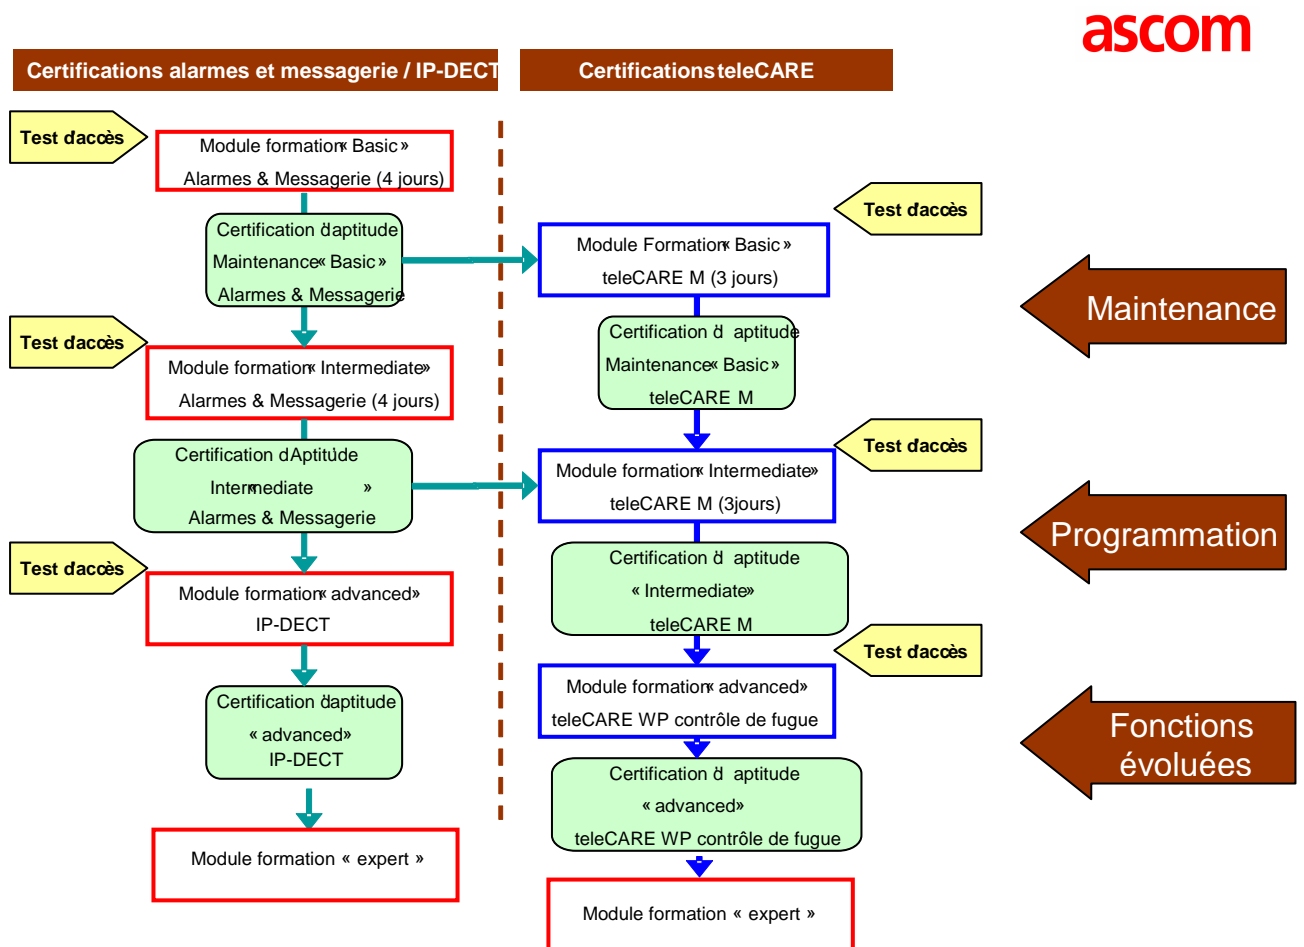 ascom
Certifications alarmes et messagerie / IP-DECT
Certifications teleCARE
Test d'accès
Module formation « Basic »
Alarmes & Messagerie (4 jours)
Certification d'aptitude
Maintenance « Basic »
Alarmes & Messagerie
Test d'accès
Module Formation « Basic »
teleCARE M (3 jours)
Maintenance
Certification d'aptitude
Maintenance « Basic »
teleCARE M
Test d'accès
Module formation « Intermediate »
Alarmes & Messagerie (4 jours)
Certification d'Aptitude
« Intermediate »
Alarmes & Messagerie
Test d'accès
Module formation « Intermediate »
teleCARE M (3jours)
Programmation
Certification d'aptitude
« Intermediate »
teleCARE M
Test d'accès
Module formation « advanced »
IP-DECT
Certification d'aptitude
« advanced »
IP-DECT
Test d'accès
Module formation « advanced »
teleCARE WP contrôle de fugue
Fonctions
évoluées
Certification d'aptitude
« advanced »
teleCARE WP contrôle de fugue
Module formation « expert »
Module formation « expert »